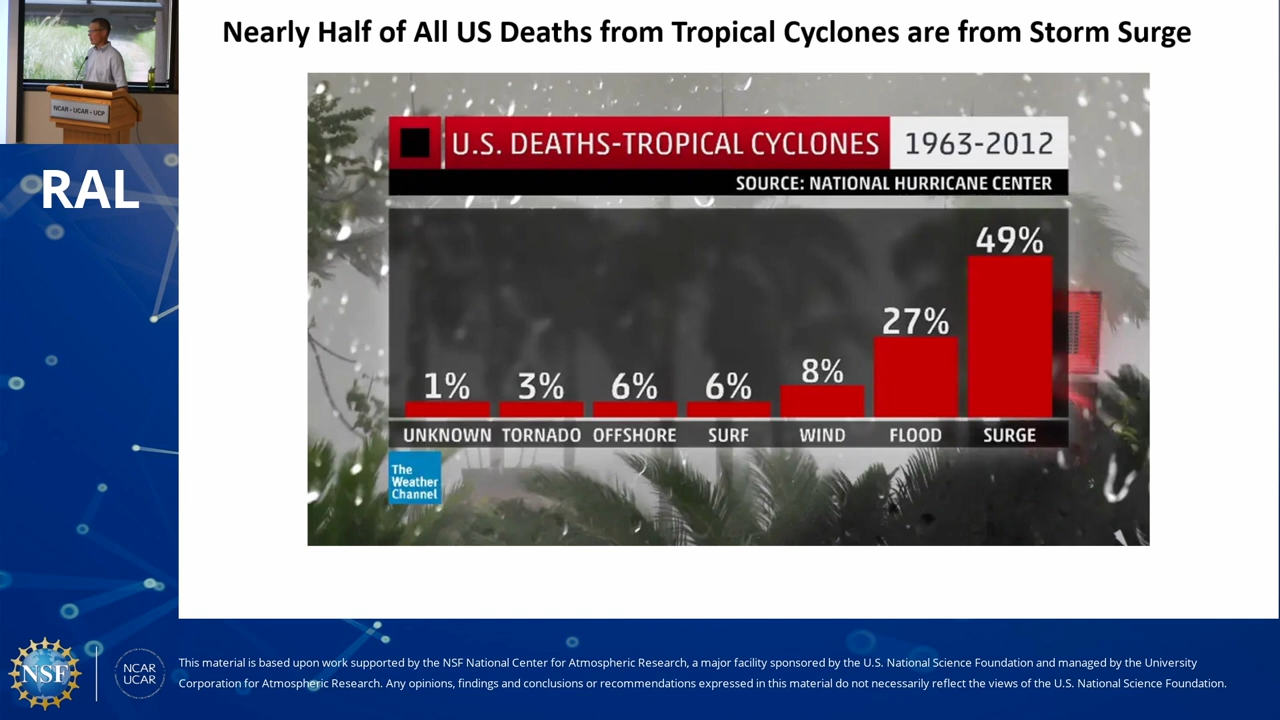 Nearly Half of All US Deaths from Tropical Cyclones are from Storm Surge
NCAR • UCAR • UCP
RAL
U.S. DEATHS-TROPICAL CYCLONES
1963-2012
SOURCE: NATIONAL HURRICANE CENTER
1% 3% 6% 6% 8% 27% 49%
UNKNOWN TORNADO OFFSHORE SURF WIND FLOOD SURGE
The
Weather
Channel
NSF
NCAR
UCAR
This material is based upon work supported by the NSF National Center for Atmospheric Research, a major facility sponsored by the U.S. National Science Foundation and managed by the University
Corporation for Atmospheric Research. Any opinions, findings and conclusions or recommendations expressed in this material do not necessarily reflect the views of the U.S. National Science Foundation.